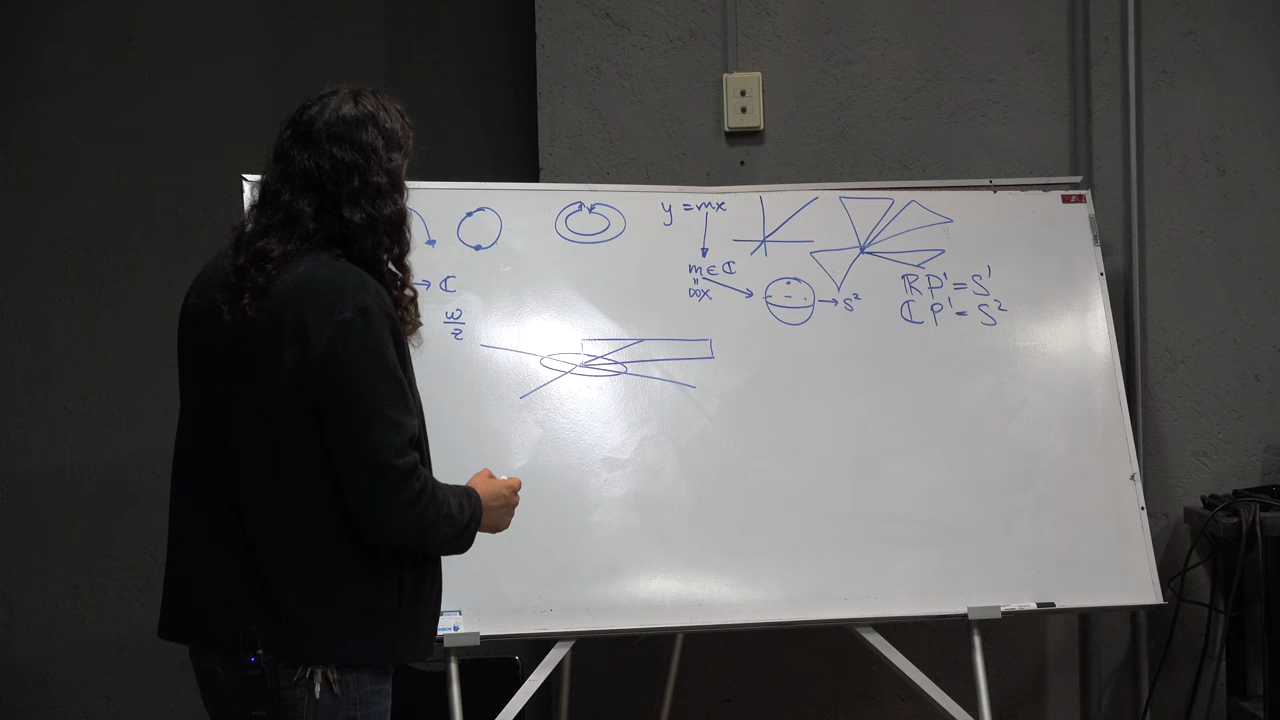 y = mx
m ∈ ℂ
"
∞x
→ S²
ℝP¹ = S¹
ℂP¹ = S²
→ ℂ
w/z